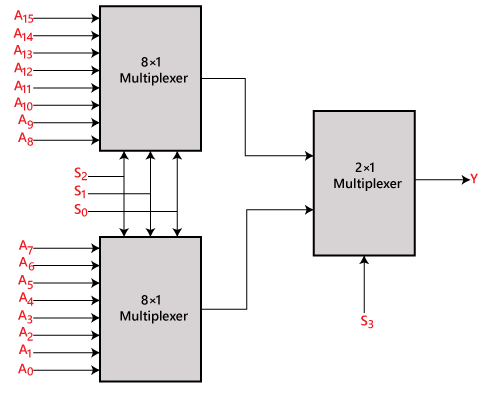 A₁₅
A₁₄
A₁₃
A₁₂
A₁₁
A₁₀
A₉
A₈
8×1
Multiplexer
S₂
S₁
S₀
A₇
A₆
A₅
A₄
A₃
A₂
A₁
A₀
8×1
Multiplexer
2×1
Multiplexer
Y
S₃